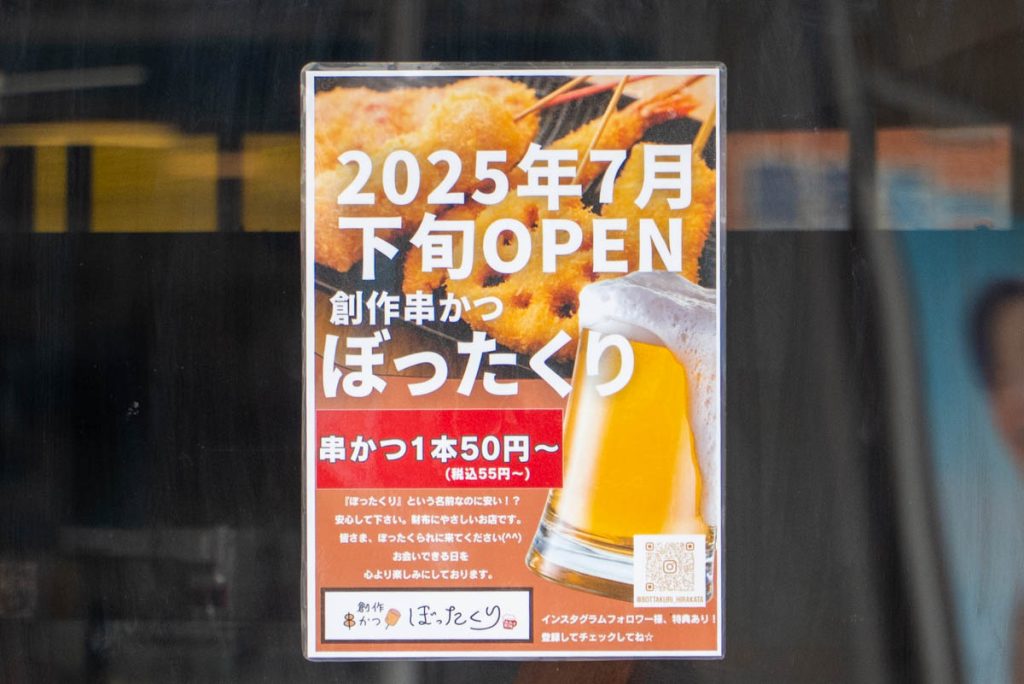 2025年7月
下旬OPEN
創作串かつ
ぼったくり
串かつ1本50円～
(税込55円～)
『ぼったくり』という名前なのに安い！？
安心して下さい。財布にやさしいお店です。
皆さま、ぼったくられに来てください(^^)
お会いできる日を
心より楽しみにしております。
創作
串かつ
ぼったくり
@BOTTAKURI_HIRAKATA
インスタグラムフォロワー様、特典あり！
登録してチェックしてね☆